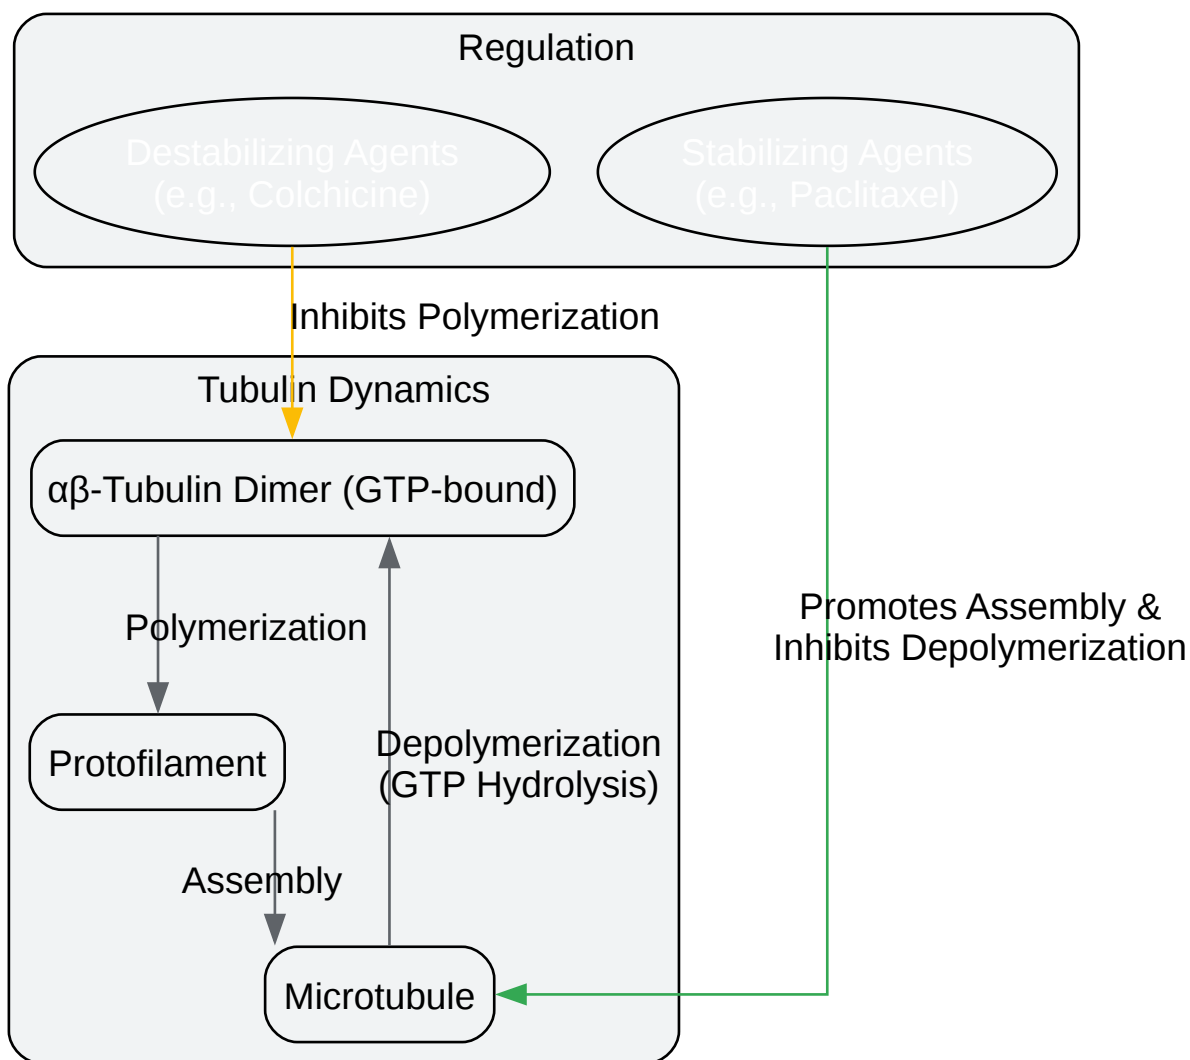 Regulation
Destabilizing Agents
(e.g., Colchicine)
Stabilizing Agents
(e.g., Paclitaxel)
Inhibits Polymerization
Tubulin Dynamics
αβ-Tubulin Dimer (GTP-bound)
Promotes Assembly &
Inhibits Depolymerization
Polymerization
Depolymerization
(GTP Hydrolysis)
Protofilament
Assembly
Microtubule